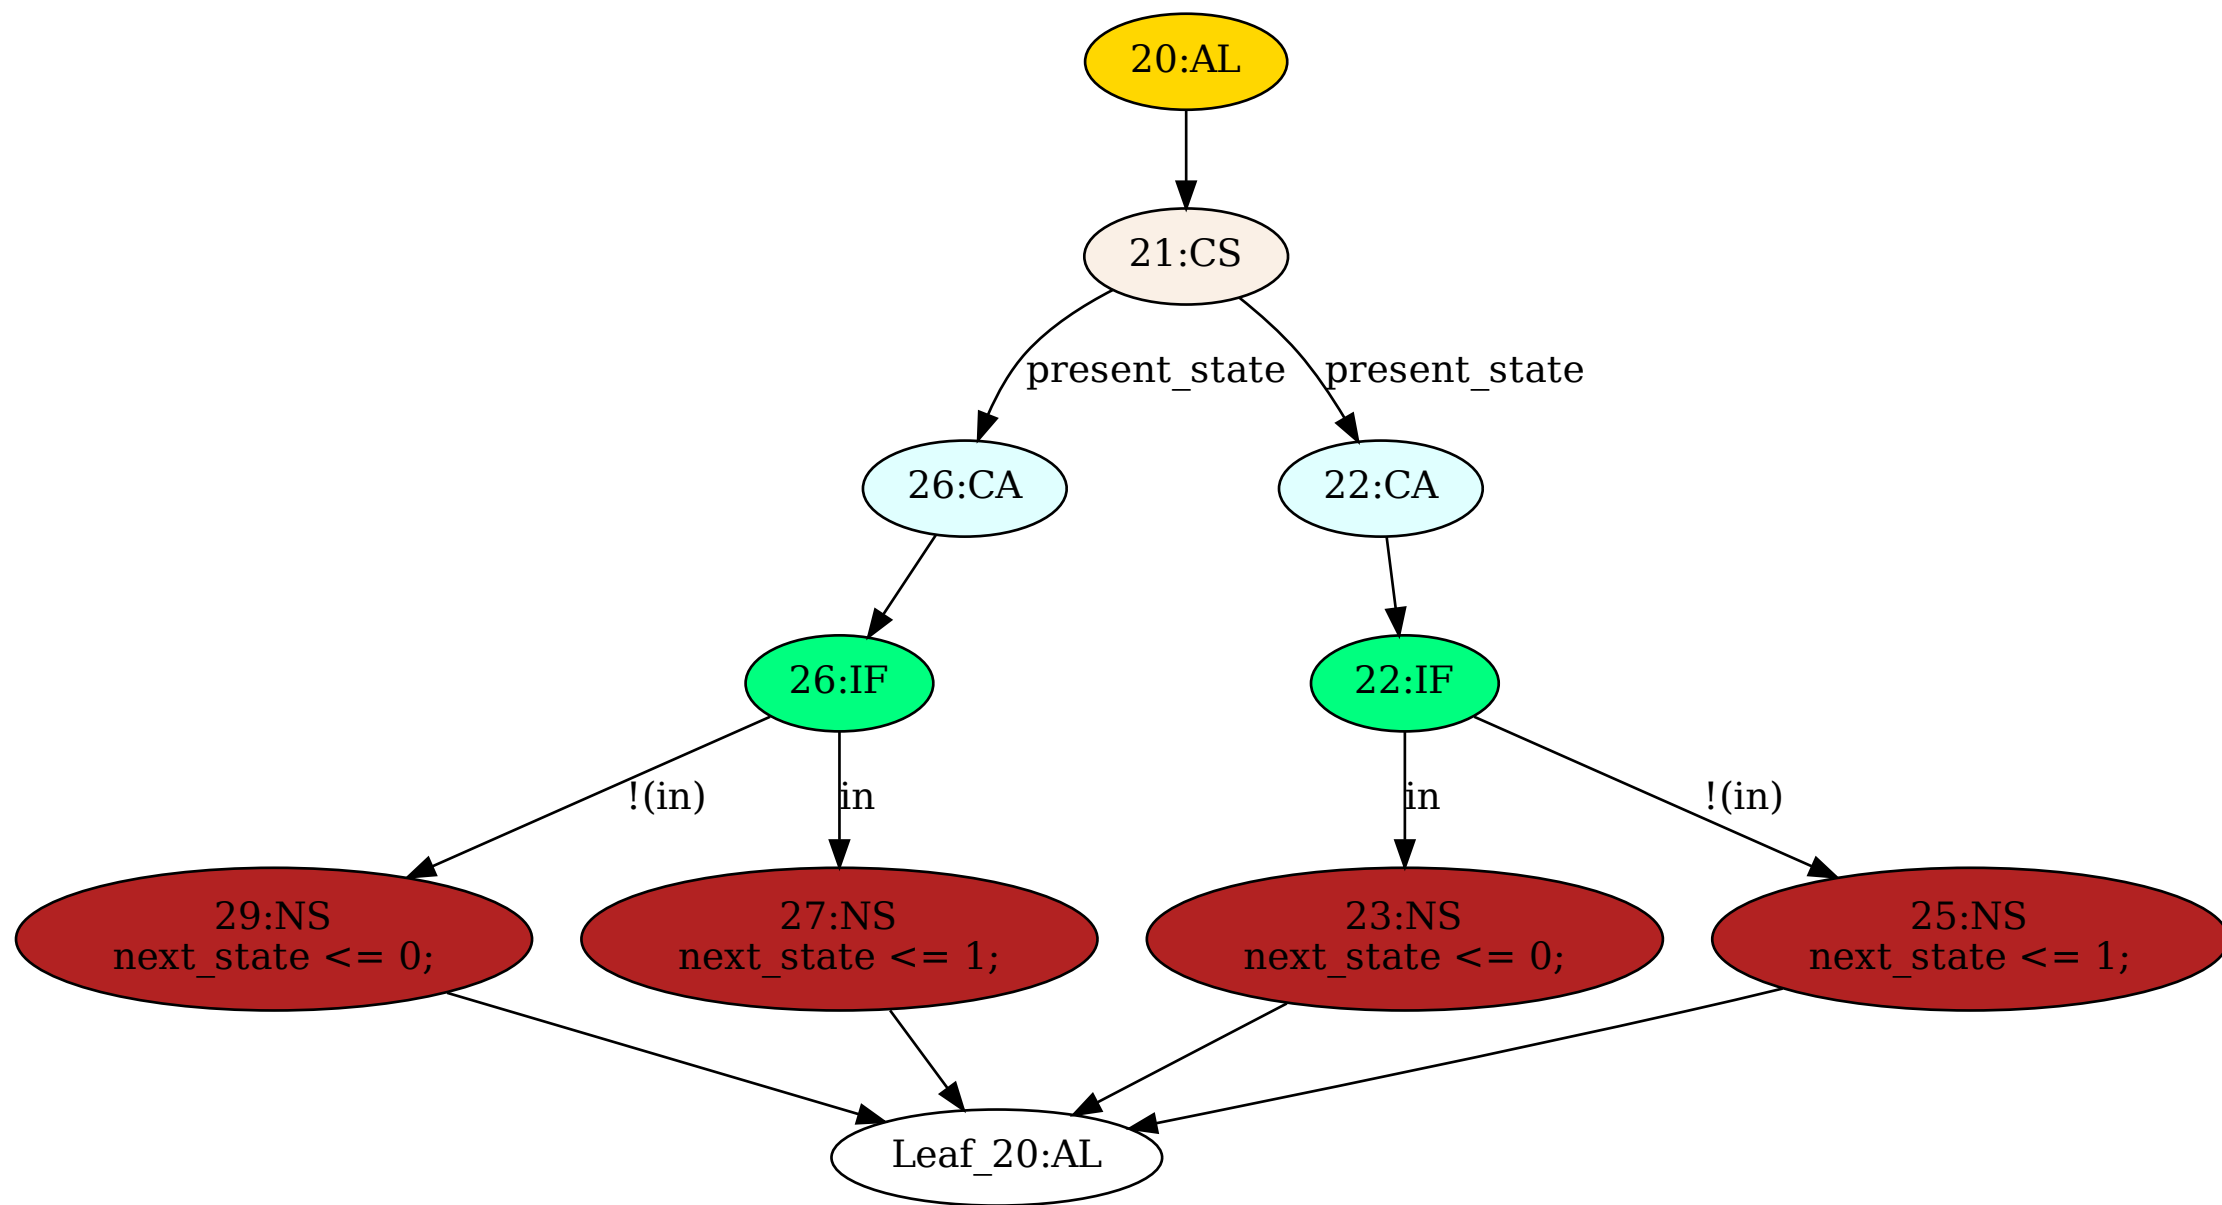 20:AL
21:CS
present_state
present_state
26:CA
22:CA
26:IF
22:IF
!(in)
in
in
!(in)
29:NS
next_state <= 0;
27:NS
next_state <= 1;
23:NS
next_state <= 0;
25:NS
next_state <= 1;
Leaf_20:AL